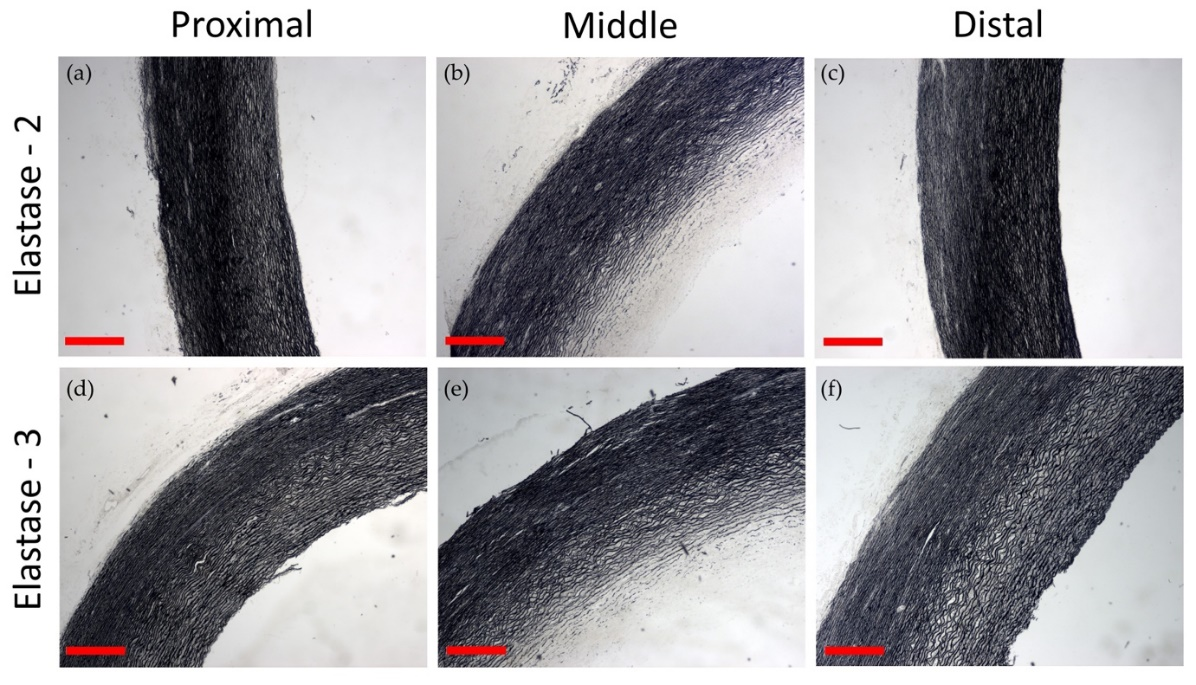 Proximal Middle Distal
Elastase - 2
(a) (b) (c)
Elastase - 3
(d) (e) (f)